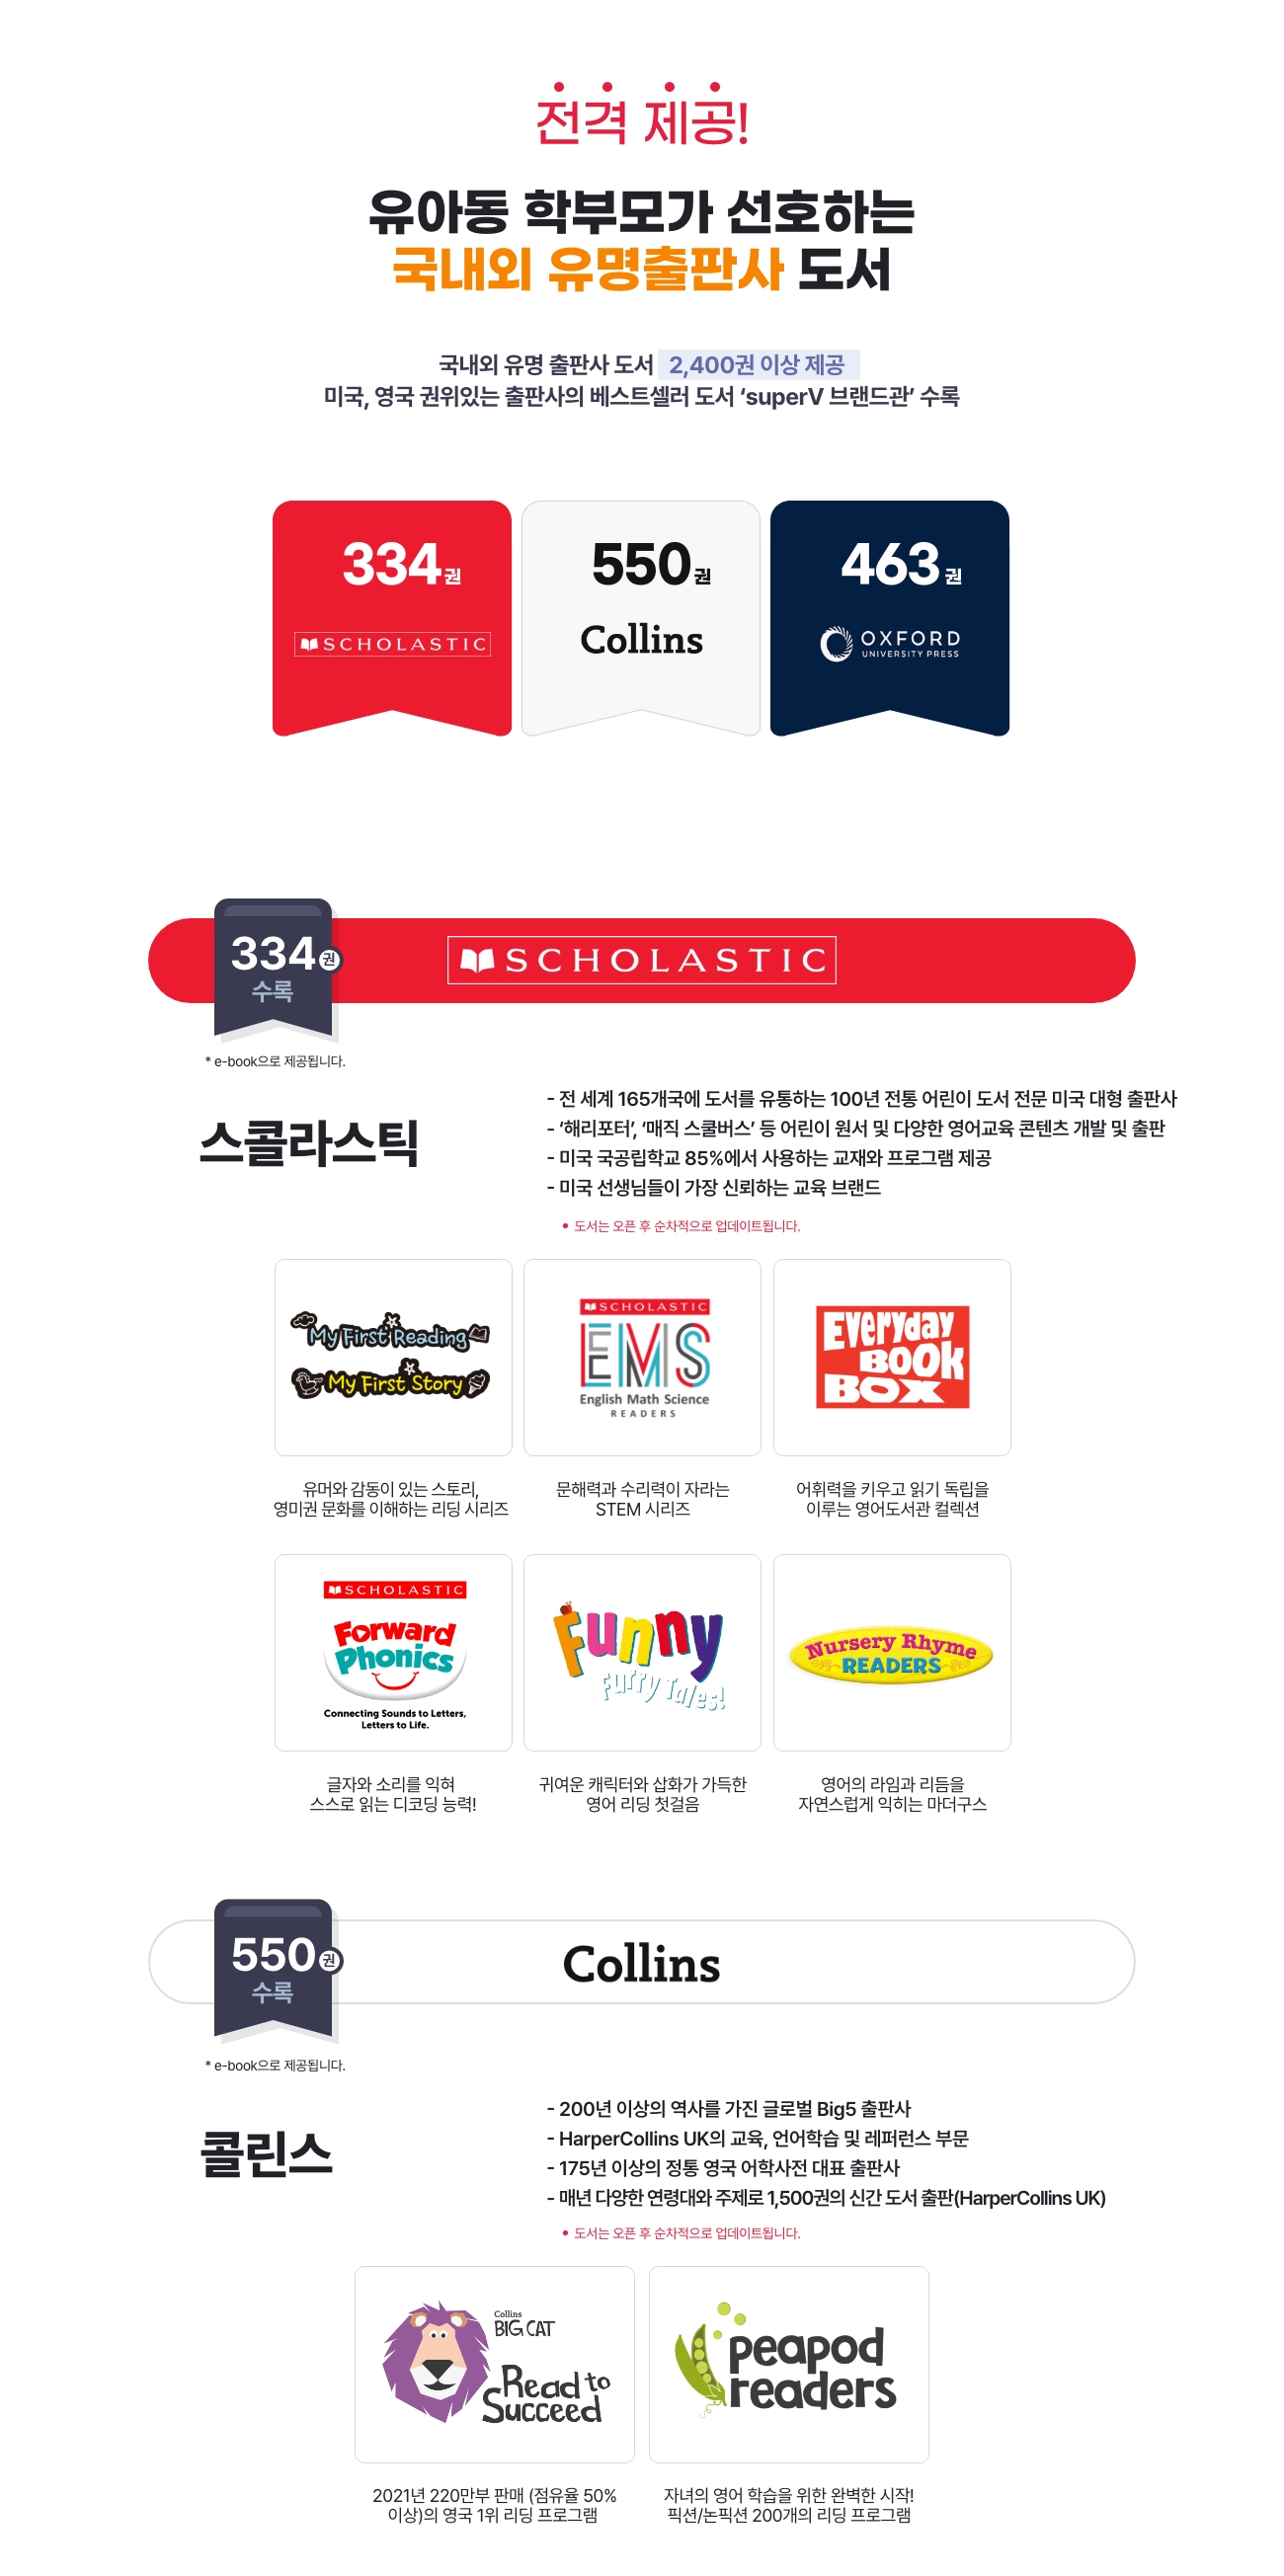 전격 제공!
유아동 학부모가 선호하는
국내외 유명출판사 도서
국내외 유명 출판사 도서 2,400권 이상 제공
미국, 영국 권위있는 출판사의 베스트셀러 도서 ‘superV 브랜드관’ 수록
334권
SCHOLASTIC
550권
Collins
463권
OXFORD
UNIVERSITY PRESS
334권
수록
SCHOLASTIC
* e-book으로 제공됩니다.
스콜라스틱
- 전 세계 165개국에 도서를 유통하는 100년 전통 어린이 도서 전문 미국 대형 출판사
- ‘해리포터’, ‘매직 스쿨버스’ 등 어린이 원서 및 다양한 영어교육 콘텐츠 개발 및 출판
- 미국 국공립학교 85%에서 사용하는 교재와 프로그램 제공
- 미국 선생님들이 가장 신뢰하는 교육 브랜드
• 도서는 오픈 후 순차적으로 업데이트됩니다.
My First Reading
My First Story
유머와 감동이 있는 스토리,
영미권 문화를 이해하는 리딩 시리즈
SCHOLASTIC
EMS
English Math Science
READERS
문해력과 수리력이 자라는
STEM 시리즈
Everyday
BOOK
BOX
어휘력을 키우고 읽기 독립을
이루는 영어도서관 컬렉션
SCHOLASTIC
Forward
Phonics
Connecting Sounds to Letters,
Letters to Life.
글자와 소리를 익혀
스스로 읽는 디코딩 능력!
Funny
Furry Tales!
귀여운 캐릭터와 삽화가 가득한
영어 리딩 첫걸음
Nursery Rhyme
READERS
영어의 라임과 리듬을
자연스럽게 익히는 마더구스
550권
수록
Collins
* e-book으로 제공됩니다.
콜린스
- 200년 이상의 역사를 가진 글로벌 Big5 출판사
- HarperCollins UK의 교육, 언어학습 및 레퍼런스 부문
- 175년 이상의 정통 영국 어학사전 대표 출판사
- 매년 다양한 연령대와 주제로 1,500권의 신간 도서 출판(HarperCollins UK)
• 도서는 오픈 후 순차적으로 업데이트됩니다.
Collins
BIG CAT
Read to
Succeed
2021년 220만부 판매 (점유율 50%
이상)의 영국 1위 리딩 프로그램
peapod
readers
자녀의 영어 학습을 위한 완벽한 시작!
픽션/논픽션 200개의 리딩 프로그램